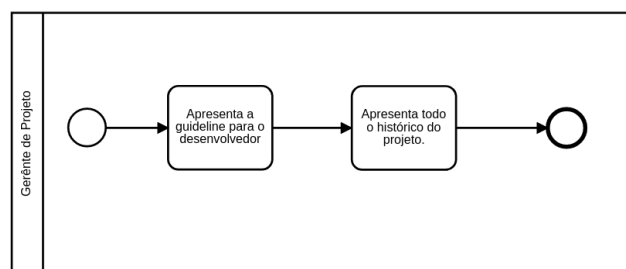 Gerênte de Projeto
Apresenta a
guideline para o
desenvolvedor
Apresenta todo
o histórico do
projeto.